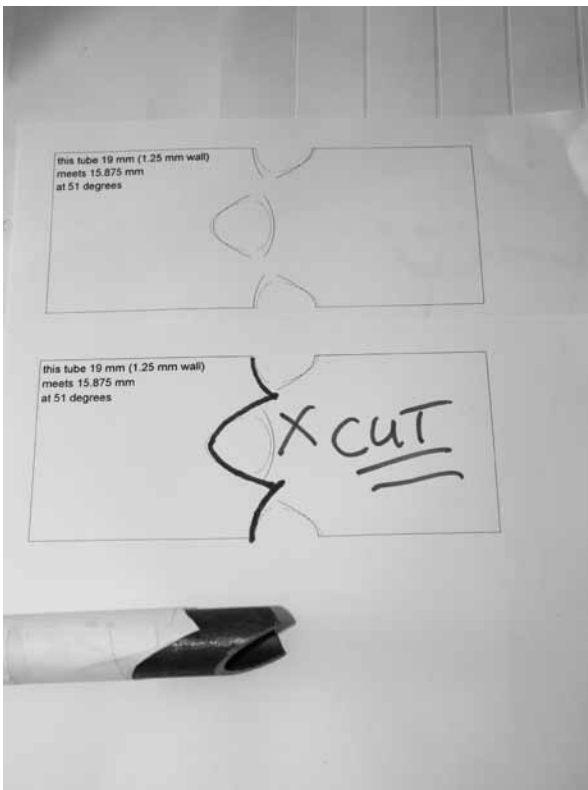 this tube 19 mm (1.25 mm wall)
meets 15.875 mm
at 51 degrees
this tube 19 mm (1.25 mm wall)
meets 15.875 mm
at 51 degrees
X CUT